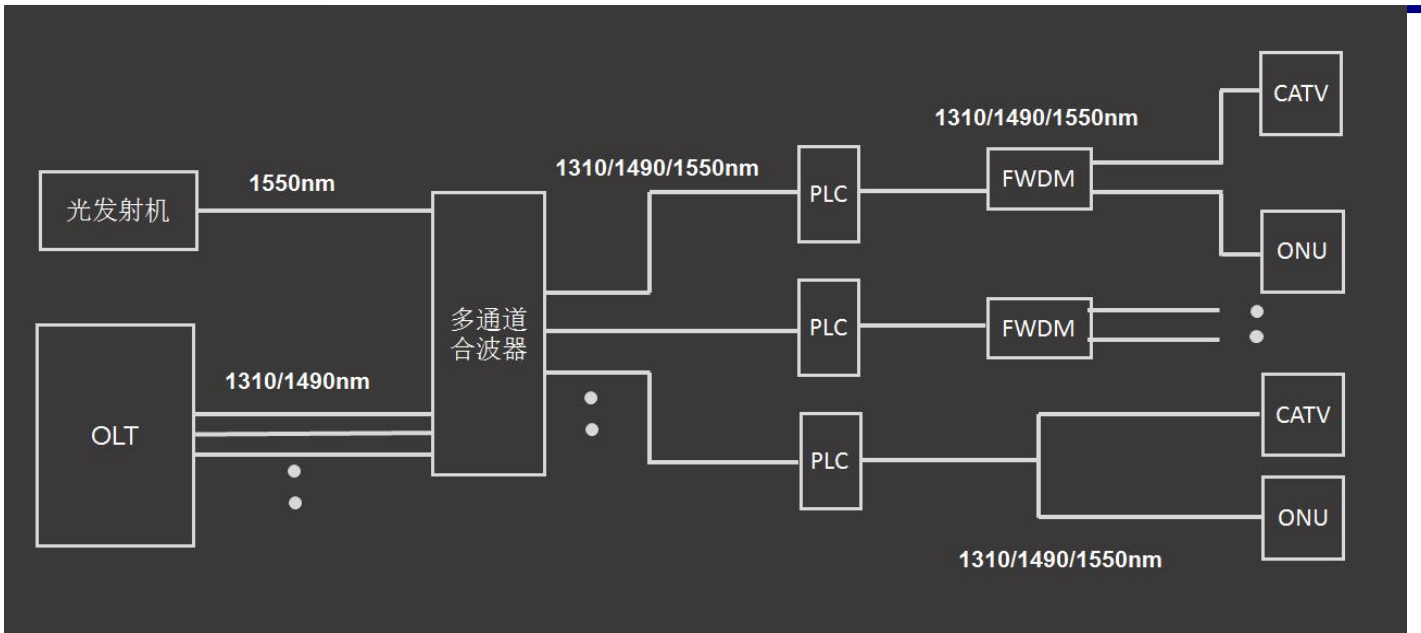 CATV
1310/1490/1550nm
1310/1490/1550nm
1550nm
光发射机
PLC
FWDM
ONU
多通道
合波器
PLC
FWDM
1310/1490nm
OLT
CATV
PLC
ONU
1310/1490/1550nm